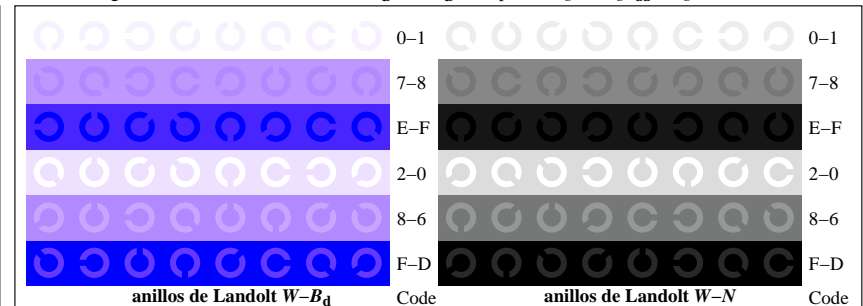 0–1 0–1
7–8 7–8
E–F E–F
2–0 2–0
8–6 8–6
F–D F–D
anillos de Landolt W–Bd Code anillos de Landolt W–N Code